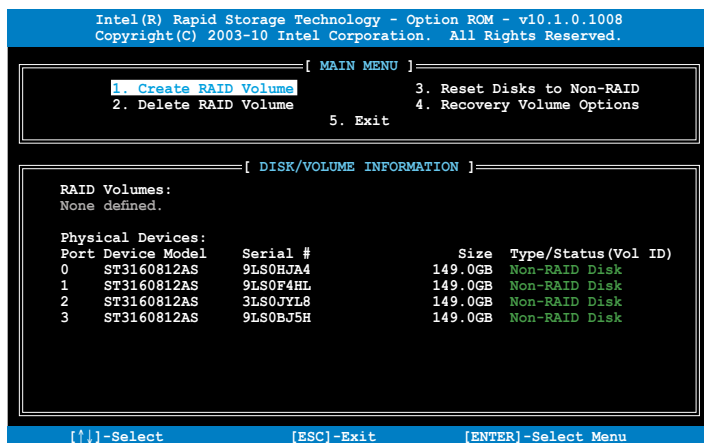 Intel(R) Rapid Storage Technology - Option ROM - v10.1.0.1008
Copyright(C) 2003-10 Intel Corporation. All Rights Reserved.
[ MAIN MENU ]
1. Create RAID Volume 3. Reset Disks to Non-RAID
2. Delete RAID Volume 4. Recovery Volume Options
5. Exit
[ DISK/VOLUME INFORMATION ]
RAID Volumes:
None defined.
Physical Devices:
Port Device Model Serial # Size Type/Status(Vol ID)
0 ST3160812AS 9LS0HJA4 149.0GB Non-RAID Disk
1 ST3160812AS 9LS0F4HL 149.0GB Non-RAID Disk
2 ST3160812AS 3LS0JYL8 149.0GB Non-RAID Disk
3 ST3160812AS 9LS0BJ5H 149.0GB Non-RAID Disk
[↑↓]-Select [ESC]-Exit [ENTER]-Select Menu